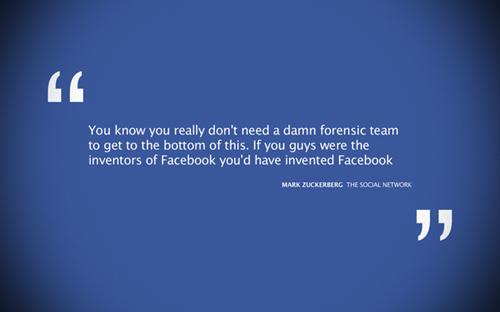 “
You know you really don't need a damn forensic team
to get to the bottom of this. If you guys were the
inventors of Facebook you'd have invented Facebook
MARK ZUCKERBERG THE SOCIAL NETWORK
”